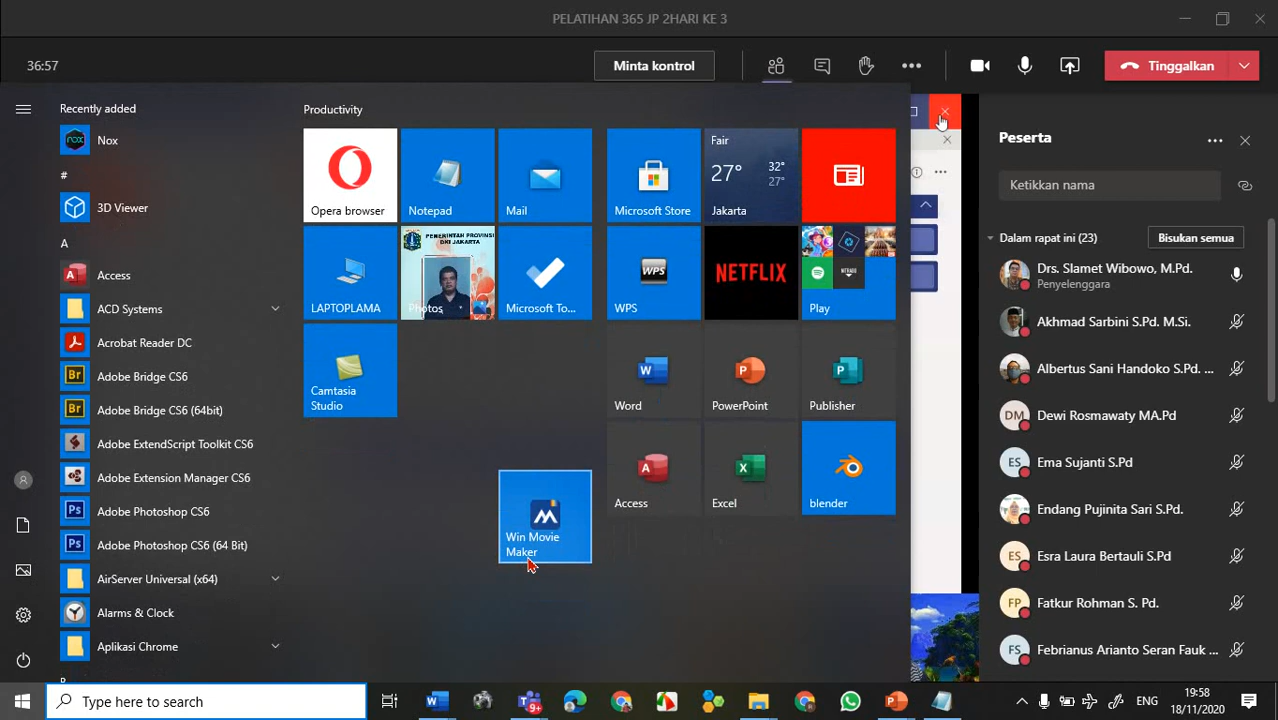 PELATIHAN 365 JP 2HARI KE 3
36:57
Minta kontrol
Tinggalkan
Recently added
Nox
#
3D Viewer
A
Access
ACD Systems
Acrobat Reader DC
Adobe Bridge CS6
Adobe Bridge CS6 (64bit)
Adobe ExtendScript Toolkit CS6
Adobe Extension Manager CS6
Adobe Photoshop CS6
Adobe Photoshop CS6 (64 Bit)
AirServer Universal (x64)
Alarms & Clock
Aplikasi Chrome
Productivity
Opera browser
Notepad
Mail
Microsoft Store
Fair
27° 32°
27°
Jakarta
LAPTOPLAMA
PEMERINTAH PROVINSI
DKI JAKARTA
Photos
Microsoft To...
WPS
WPS
NETFLIX
Play
Camtasia
Studio
Word
PowerPoint
Publisher
Access
Excel
blender
Win Movie
Maker
Peserta
Ketikkan nama
Dalam rapat ini (23)
Bisukan semua
Drs. Slamet Wibowo, M.Pd.
Penyelenggara
Akhmad Sarbini S.Pd. M.Si.
Albertus Sani Handoko S.Pd. ...
DM Dewi Rosmawaty MA.Pd
ES Ema Sujanti S.Pd
Endang Pujinita Sari S.Pd.
EB Esra Laura Bertauli S.Pd
FP Fatkur Rohman S. Pd.
FS Febrianus Arianto Seran Fauk ...
Type here to search
9+
ENG
19:58
18/11/2020